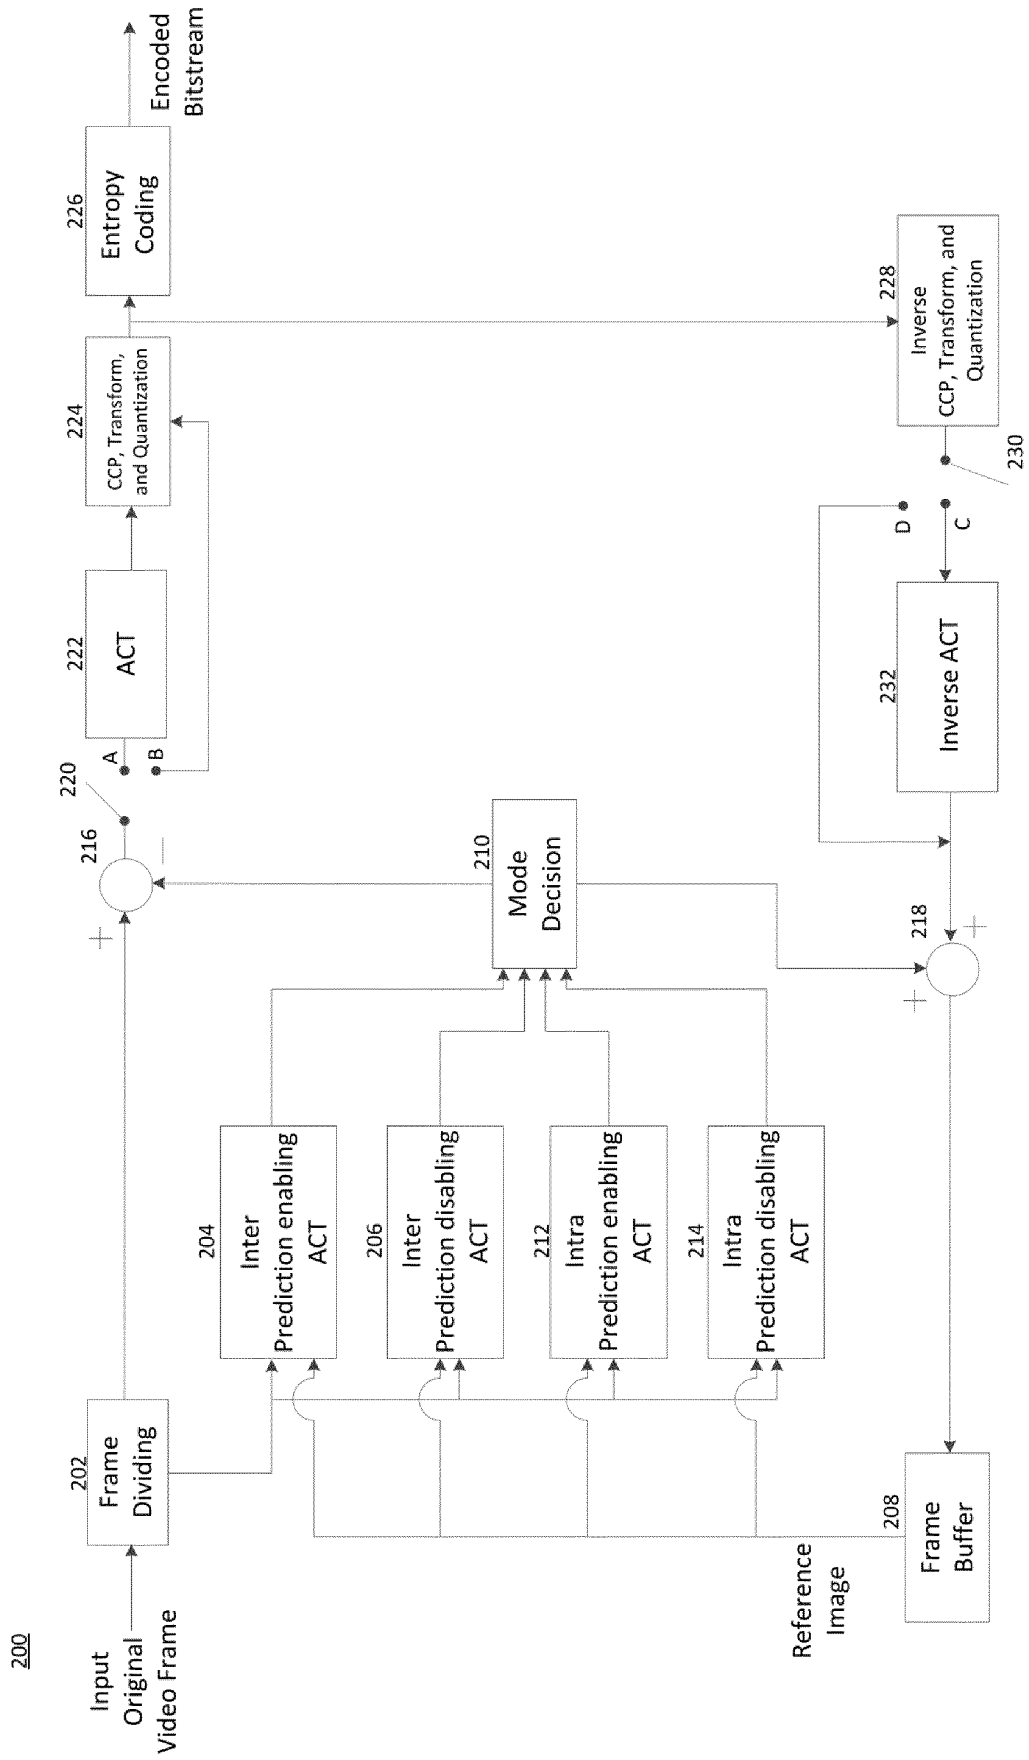 200
Input
Original
Video Frame
202
Frame
Dividing
204
Inter
Prediction enabling
ACT
206
Inter
Prediction disabling
ACT
212
Intra
Prediction enabling
ACT
214
Intra
Prediction disabling
ACT
Reference
Image
208
Frame
Buffer
210
Mode
Decision
216
+
−
220
A
B
222
ACT
224
CCP, Transform,
and Quantization
226
Entropy
Coding
Encoded
Bitstream
228
Inverse
CCP, Transform, and
Quantization
230
D
C
232
Inverse ACT
218
+
+